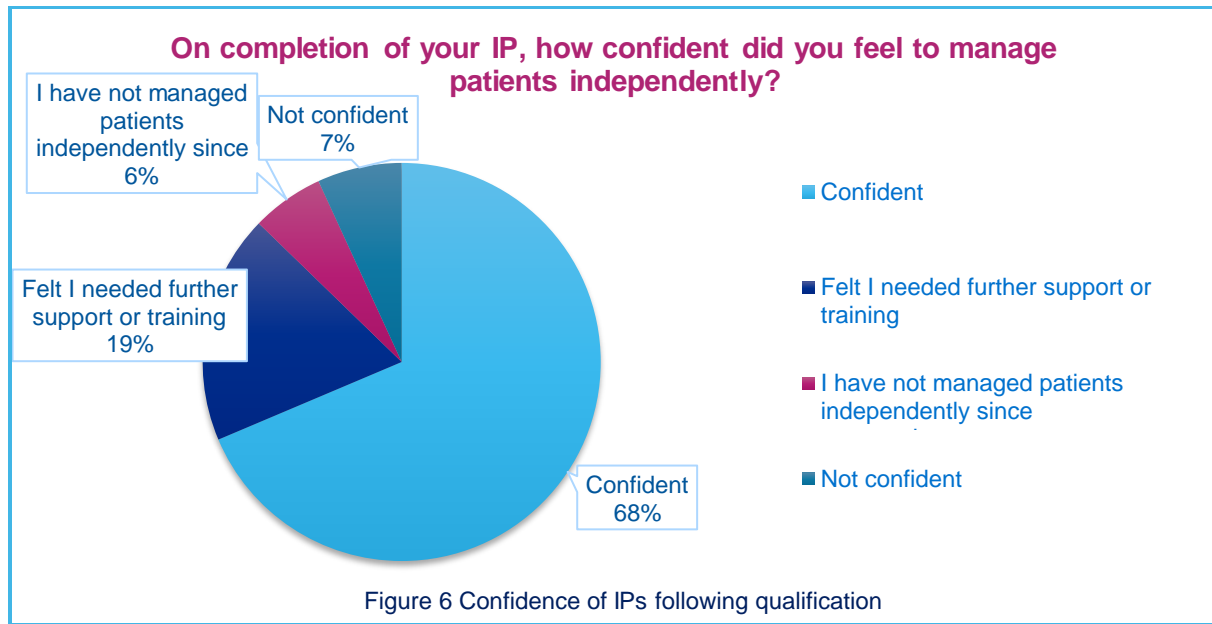 On completion of your IP, how confident did you feel to manage
patients independently?
I have not managed
patients
independently since
6%
Not confident
7%
Felt I needed further
support or training
19%
Confident
68%
Confident
Felt I needed further support or
training
I have not managed patients
independently since
Not confident
Figure 6 Confidence of IPs following qualification